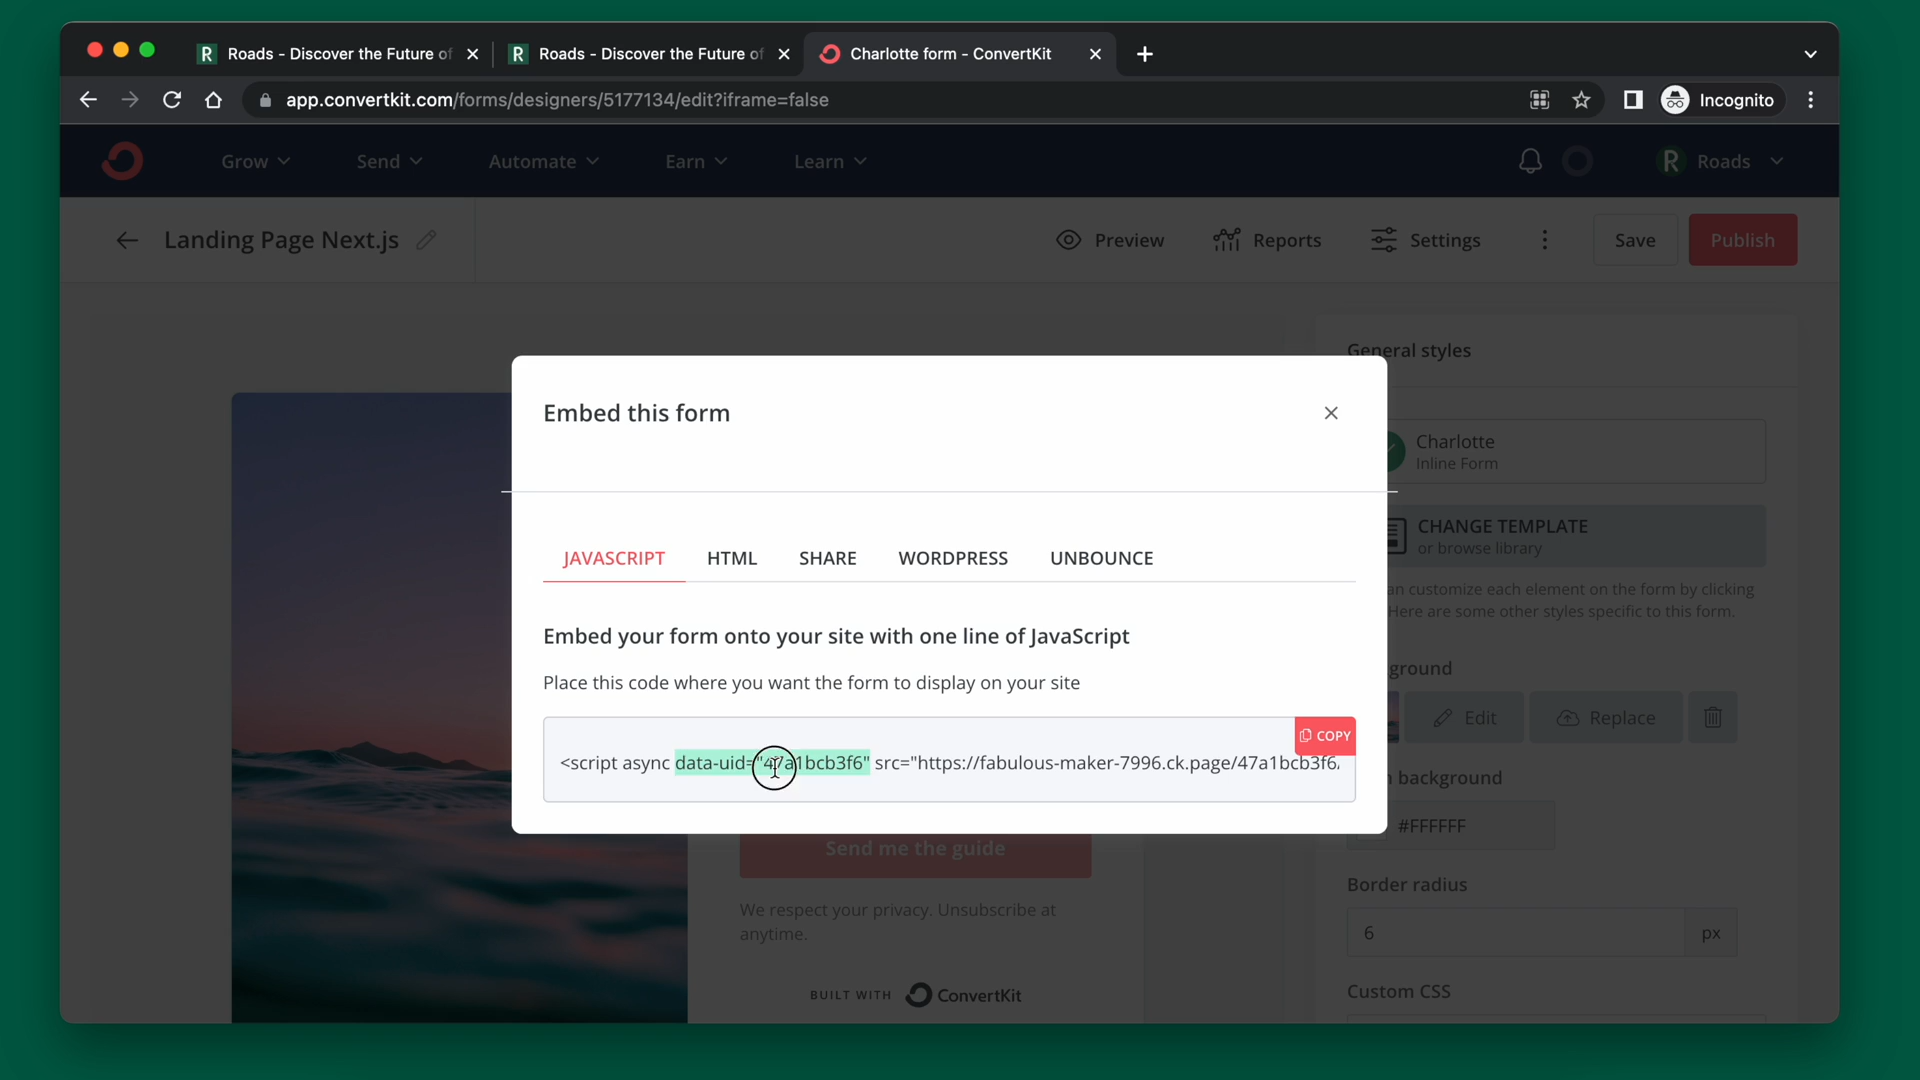 Roads - Discover the Future of
Roads - Discover the Future of
Charlotte form - ConvertKit
app.convertkit.com/forms/designers/5177134/edit?iframe=false
Incognito
Grow
Send
Automate
Earn
Learn
R Roads
Landing Page Next.js
Preview
Reports
Settings
Save
Publish
General styles
Embed this form
Charlotte
Inline Form
CHANGE TEMPLATE
or browse library
JAVASCRIPT HTML SHARE WORDPRESS UNBOUNCE
an customize each element on the form by clicking
Here are some other styles specific to this form.
Embed your form onto your site with one line of JavaScript
Place this code where you want the form to display on your site
ground
Edit
Replace
COPY
<script async data-uid="47a1bcb3f6" src="https://fabulous-maker-7996.ck.page/47a1bcb3f6/
background
#FFFFFF
Send me the guide
Border radius
6
px
We respect your privacy. Unsubscribe at
anytime.
BUILT WITH ConvertKit
Custom CSS